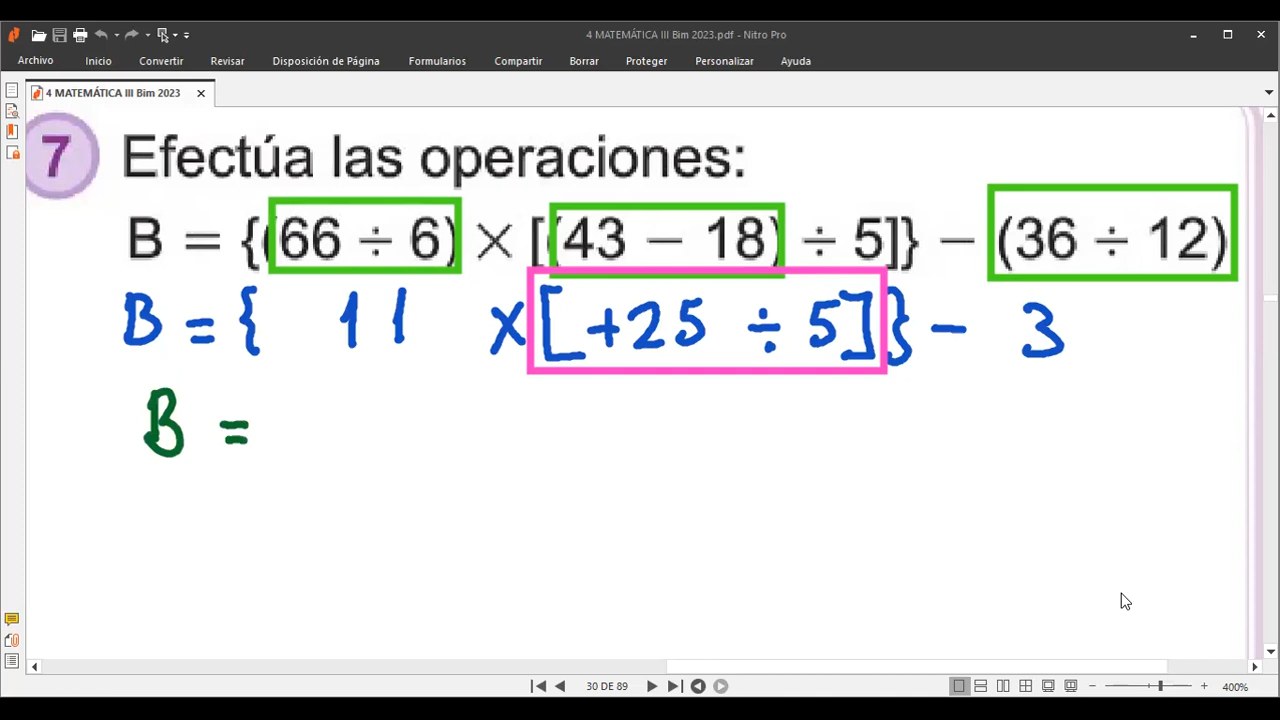 4 MATEMÁTICA III Bim 2023.pdf - Nitro Pro
Archivo Inicio Convertir Revisar Disposición de Página Formularios Compartir Borrar Proteger Personalizar Ayuda
4 MATEMÁTICA III Bim 2023 ×
7 Efectúa las operaciones:
B = {(66 ÷ 6) × [(43 − 18) ÷ 5]} − (36 ÷ 12)
B = { 11 x [ +25 ÷ 5 ] } − 3
B =
30 DE 89
400%